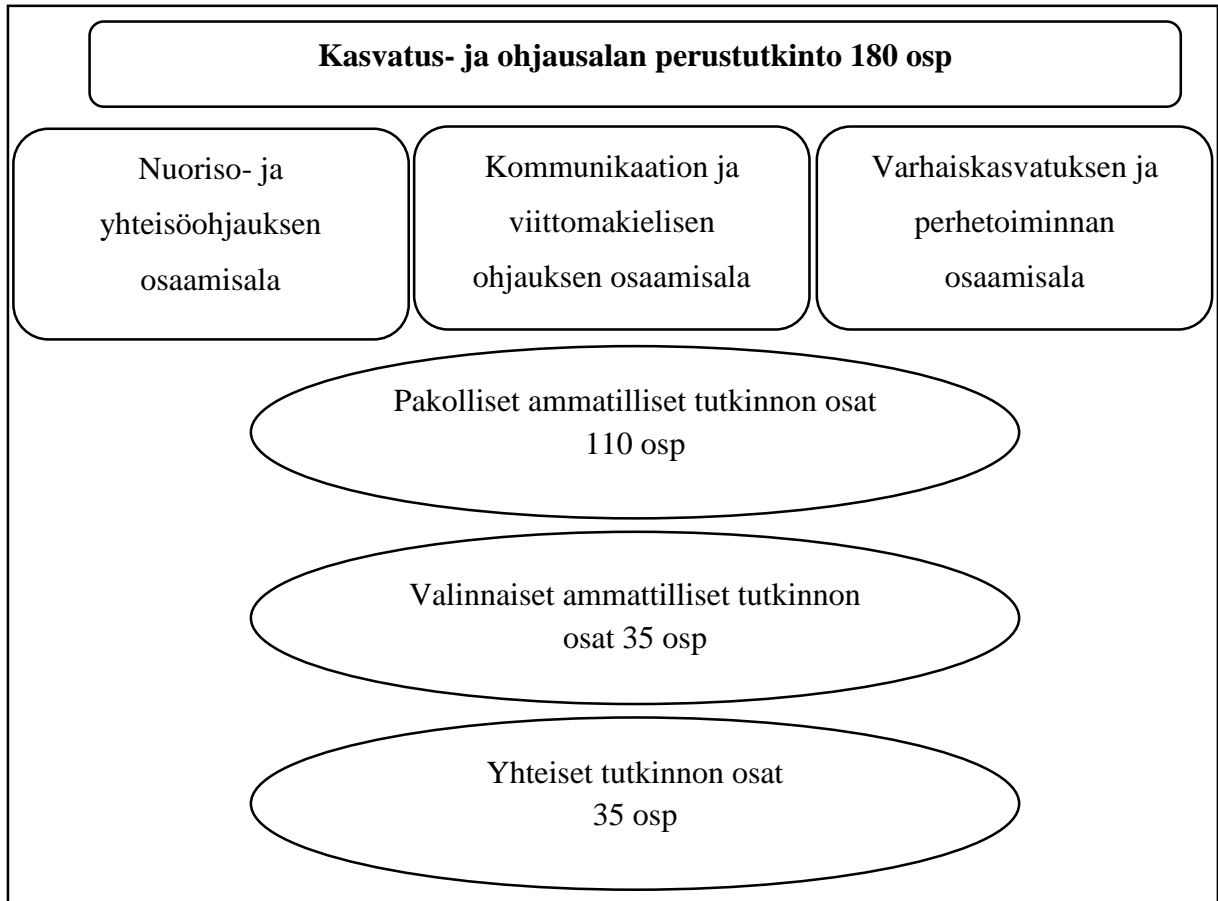 Kasvatus- ja ohjausalan perustutkinto 180 osp
Nuoriso- ja
yhteisöohjauksen
osaamisala
Kommunikaation ja
viittomakielisen
ohjauksen osaamisala
Varhaiskasvatuksen ja
perhetoiminnan
osaamisala
Pakolliset ammatilliset tutkinnon osat
110 osp
Valinnaiset ammattilliset tutkinnon
osat 35 osp
Yhteiset tutkinnon osat
35 osp